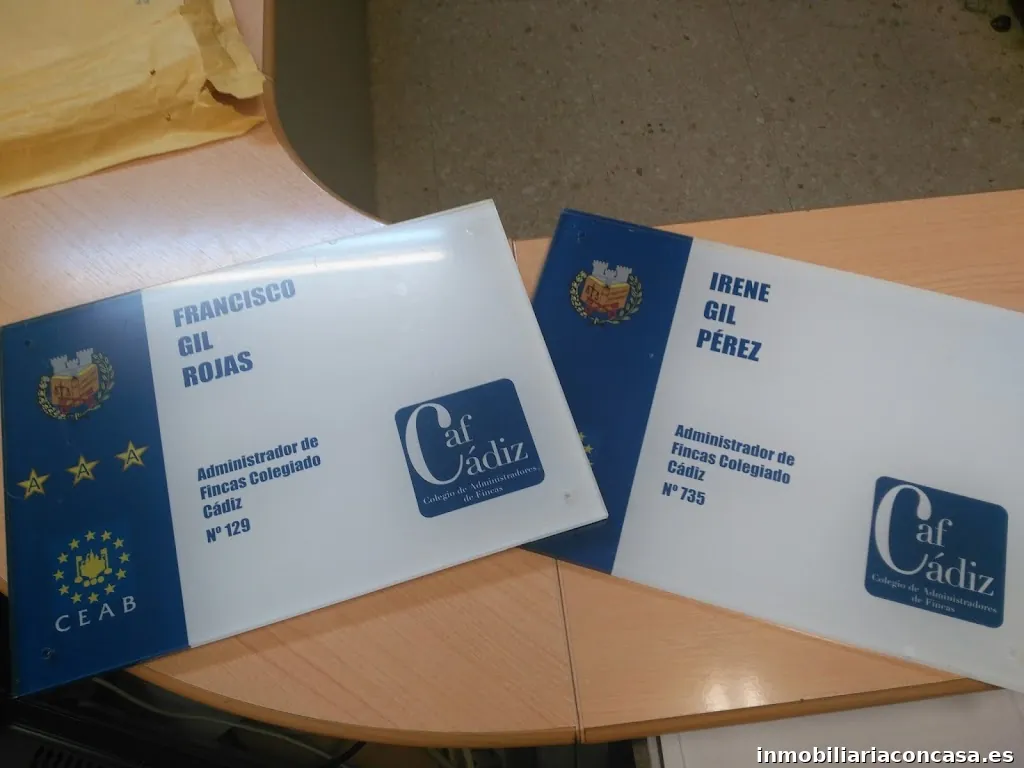 FRANCISCO
GIL
ROJAS
Administrador de
Fincas Colegiado
Cádiz
Nº 129
Caf
Cádiz
Colegio de Administradores
de Fincas
A A A
CEAB
IRENE
GIL
PÉREZ
Administrador de
Fincas Colegiado
Cádiz
Nº 735
Caf
Cádiz
Colegio de Administradores
de Fincas
inmobiliariaconcasa.es